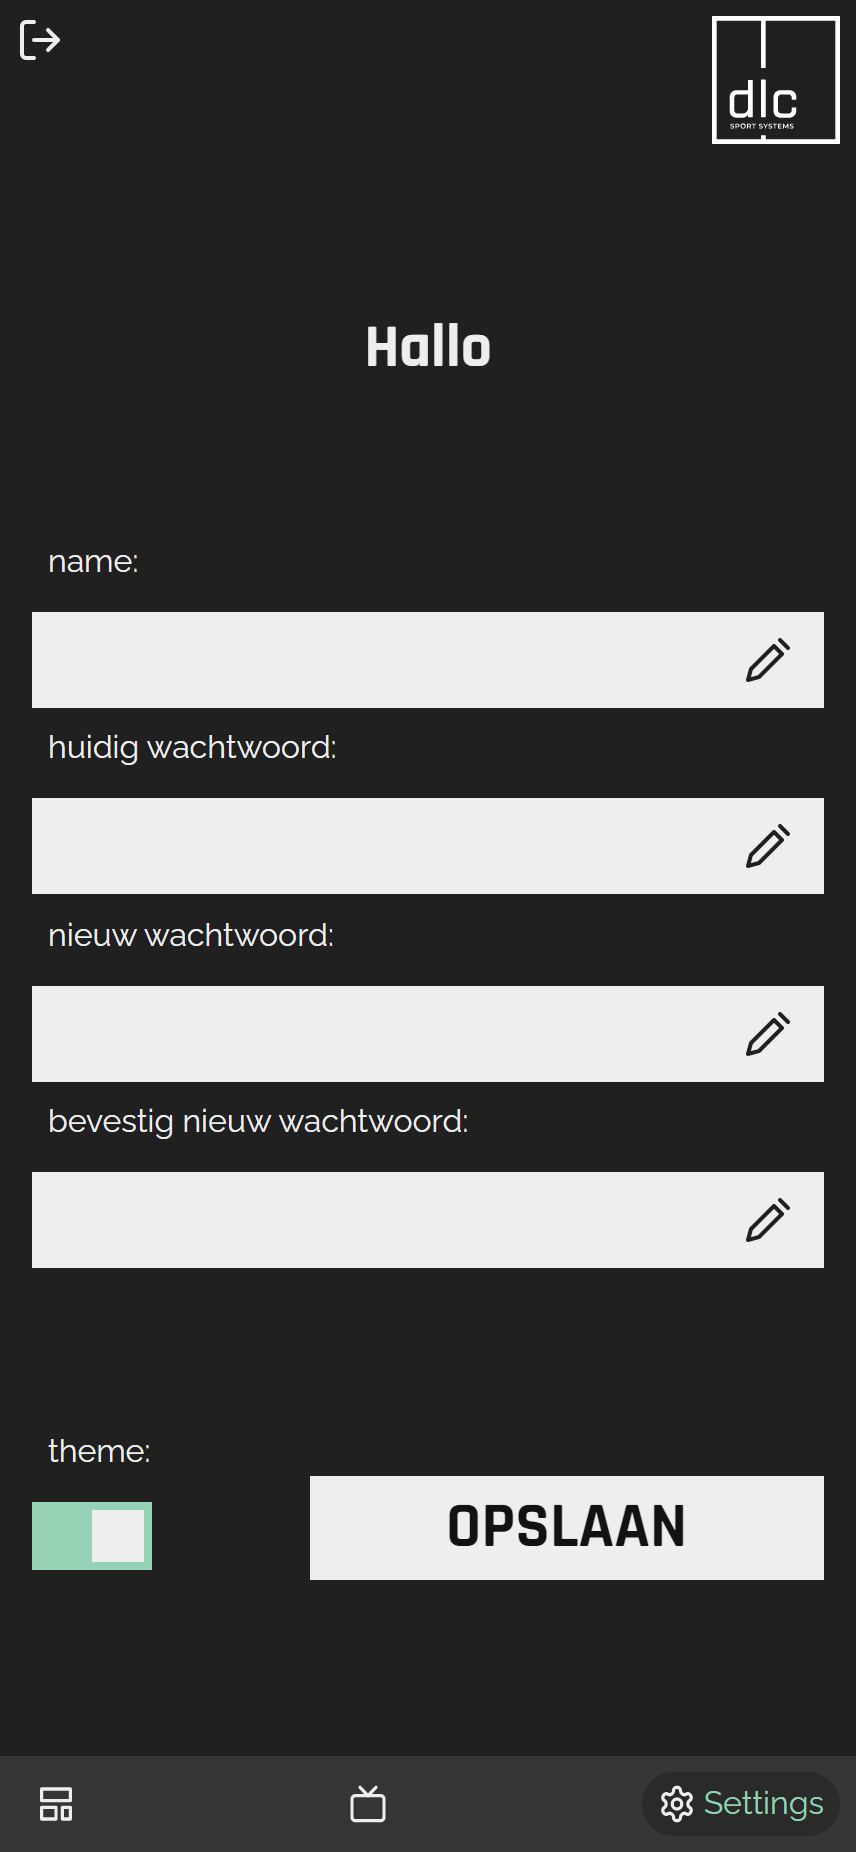 dlc
SPORT SYSTEMS
Hallo
name:
huidig wachtwoord:
nieuw wachtwoord:
bevestig nieuw wachtwoord:
theme:
OPSLAAN
Settings